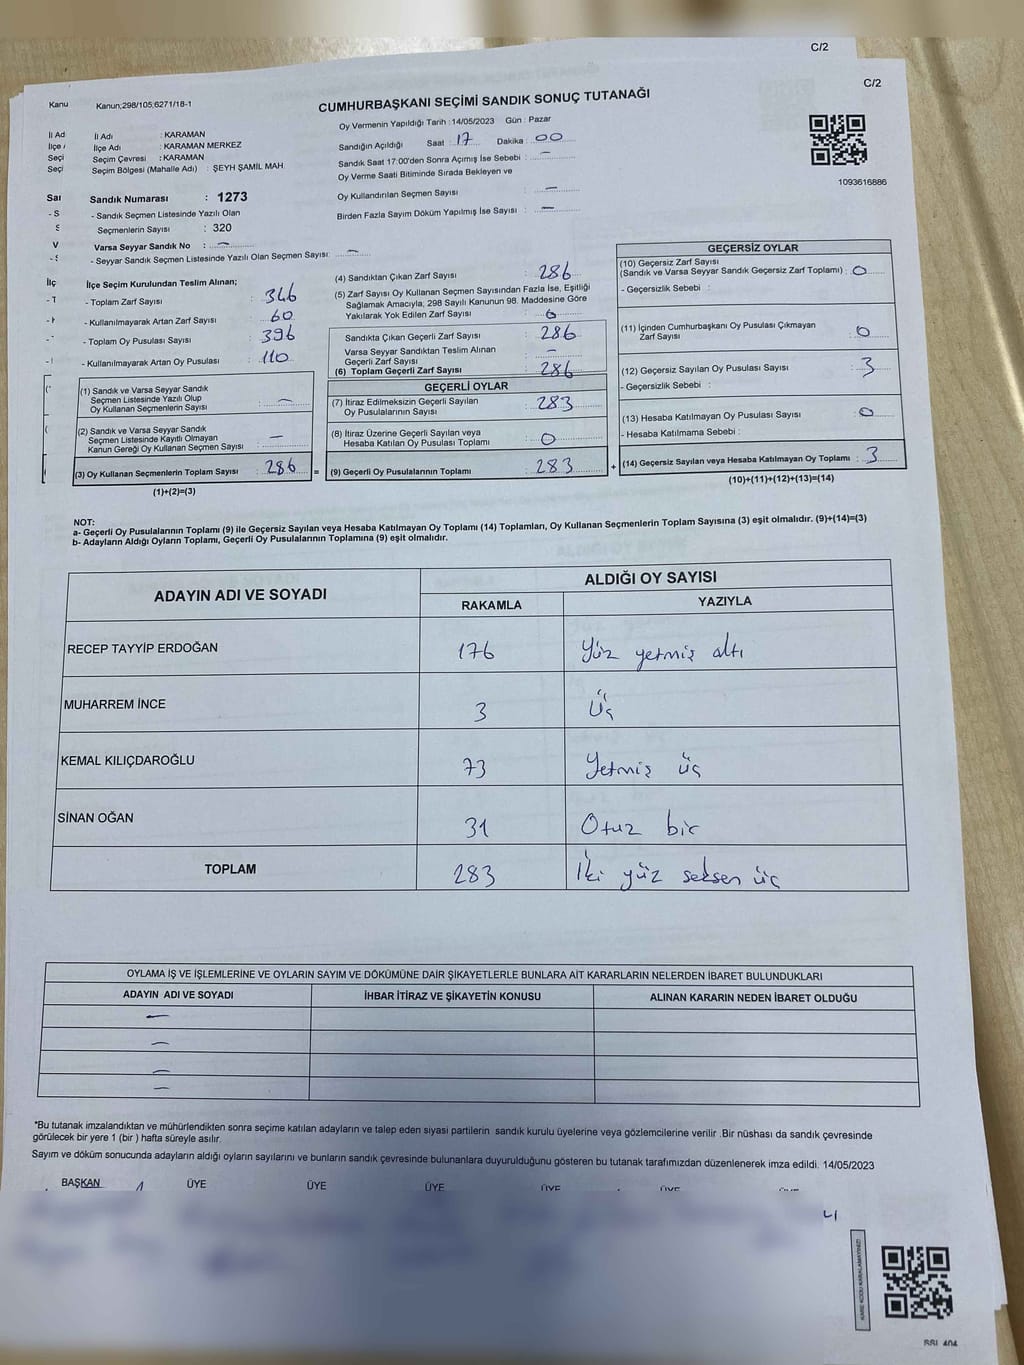 C/2
C/2
Kanu
Kanun;298/105,6271/18-1
CUMHURBAŞKANI SEÇİMİ SANDIK SONUÇ TUTANAĞI
Oy Vermenin Yapıldığı Tarih : 14/05/2023 Gün : Pazar
İl Adı : KARAMAN
İlçe Adı : KARAMAN MERKEZ
Seçim Çevresi : KARAMAN
Seçim Bölgesi (Mahalle Adı) : ŞEYH ŞAMİL MAH.
Sandığın Açıldığı Saat : 17 Dakika : 00
Sandık Saat 17:00'den Sonra Açımış İse Sebebi : –
Oy Verme Saati Bitiminde Sırada Bekleyen ve
Oy Kullandırılan Seçmen Sayısı : –
Birden Fazla Sayım Döküm Yapılmış İse Sayısı : –
1093616886
Sandık Numarası : 1273
- Sandık Seçmen Listesinde Yazılı Olan
Seçmenlerin Sayısı : 320
Varsa Seyyar Sandık No : –
- Seyyar Sandık Seçmen Listesinde Yazılı Olan Seçmen Sayısı: –
İlçe Seçim Kurulundan Teslim Alınan;
- Toplam Zarf Sayısı : 346
- Kullanılmayarak Artan Zarf Sayısı : 60
- Toplam Oy Pusulası Sayısı : 396
- Kullanılmayarak Artan Oy Pusulası : 110
(1) Sandık ve Varsa Seyyar Sandık
Seçmen Listesinde Yazılı Olup
Oy Kullanan Seçmenlerin Sayısı : –
(2) Sandık ve Varsa Seyyar Sandık
Seçmen Listesinde Kayıtlı Olmayan
Kanun Gereği Oy Kullanan Seçmen Sayısı : –
(3) Oy Kullanan Seçmenlerin Toplam Sayısı : 286 =
(1)+(2)=(3)
(4) Sandıktan Çıkan Zarf Sayısı : 286
(5) Zarf Sayısı Oy Kullanan Seçmen Sayısından Fazla İse, Eşitliği
Sağlamak Amacıyla, 298 Sayılı Kanunun 98. Maddesine Göre
Yakılarak Yok Edilen Zarf Sayısı : 0
Sandıkta Çıkan Geçerli Zarf Sayısı : 286
Varsa Seyyar Sandıktan Teslim Alınan
Geçerli Zarf Sayısı : –
(6) Toplam Geçerli Zarf Sayısı : 286
GEÇERLİ OYLAR
(7) İtiraz Edilmeksizin Geçerli Sayılan
Oy Pusulalarının Sayısı : 283
(8) İtiraz Üzerine Geçerli Sayılan veya
Hesaba Katılan Oy Pusulası Toplamı : 0
(9) Geçerli Oy Pusulalarının Toplamı : 283 +
GEÇERSİZ OYLAR
(10) Geçersiz Zarf Sayısı
(Sandık ve Varsa Seyyar Sandık Geçersiz Zarf Toplamı) : 0
- Geçersizlik Sebebi :
(11) İçinden Cumhurbaşkanı Oy Pusulası Çıkmayan
Zarf Sayısı : 0
(12) Geçersiz Sayılan Oy Pusulası Sayısı : 3
- Geçersizlik Sebebi :
(13) Hesaba Katılmayan Oy Pusulası Sayısı : 0
- Hesaba Katılmama Sebebi :
(14) Geçersiz Sayılan veya Hesaba Katılmayan Oy Toplamı : 3
(10)+(11)+(12)+(13)=(14)
NOT:
a- Geçerli Oy Pusulalarının Toplamı (9) ile Geçersiz Sayılan veya Hesaba Katılmayan Oy Toplamı (14) Toplamları, Oy Kullanan Seçmenlerin Toplam Sayısına (3) eşit olmalıdır. (9)+(14)=(3)
b- Adayların Aldığı Oyların Toplamı, Geçerli Oy Pusulalarının Toplamına (9) eşit olmalıdır.
ADAYIN ADI VE SOYADI
ALDIĞI OY SAYISI
RAKAMLA YAZIYLA
RECEP TAYYİP ERDOĞAN 176 Yüz yetmiş altı
MUHARREM İNCE 3 Üç
KEMAL KILIÇDAROĞLU 73 Yetmiş üç
SİNAN OĞAN 31 Otuz bir
TOPLAM 283 İki yüz seksen üç
OYLAMA İŞ VE İŞLEMLERİNE VE OYLARIN SAYIM VE DÖKÜMÜNE DAİR ŞİKAYETLERLE BUNLARA AİT KARARLARIN NELERDEN İBARET BULUNDUKLARI
ADAYIN ADI VE SOYADI İHBAR İTİRAZ VE ŞİKAYETİN KONUSU ALINAN KARARIN NEDEN İBARET OLDUĞU
–
–
–
–
*Bu tutanak imzalandıktan ve mühürlendikten sonra seçime katılan adayların ve talep eden siyasi partilerin sandık kurulu üyelerine veya gözlemcilerine verilir .Bir nüshası da sandık çevresinde
görülecek bir yere 1 (bir ) hafta süreyle asılır.
Sayım ve döküm sonucunda adayların aldığı oyların sayılarını ve bunların sandık çevresinde bulunanlara duyurulduğunu gösteren bu tutanak tarafımızdan düzenlenerek imza edildi. 14/05/2023
BAŞKAN ÜYE ÜYE ÜYE ÜYE ÜYE
KARE KODU KARALAMAYINIZ!